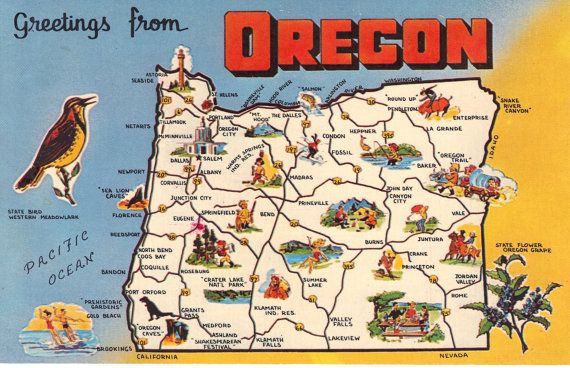 Greetings from
OREGON
WASHINGTON
ASTORIA
SEASIDE
ST. HELENS
BONNEVILLE
DAM
HOOD RIVER
COLUMBIA
"SALMON"
ARLINGTON
RIVER
"ROUND UP"
PENDLETON
ENTERPRISE
"SNAKE
RIVER
CANYON"
TILLAMOOK
PORTLAND
"MT.
HOOD"
THE DALLES
LA GRANDE
NETARTS
McMINNVILLE
OREGON
CITY
CONDON
HEPPNER
IDAHO
DALLAS
SALEM
WARM SPRINGS
IND. RES.
FOSSIL
BAKER
"OREGON
TRAIL"
NEWPORT
ALBANY
CORVALLIS
MADRAS
JOHN DAY
CANYON
CITY
"SEA LION
CAVES"
FLORENCE
JUNCTION CITY
PRINEVILLE
STATE BIRD
WESTERN MEADOWLARK
EUGENE
SPRINGFIELD
BEND
VALE
REEDSPORT
BURNS
JUNTURA
STATE FLOWER
OREGON GRAPE
PACIFIC
OCEAN
NORTH BEND
COOS BAY
COQUILLE
CRANE
PRINCETON
BANDON
ROSEBURG
"CRATER LAKE
NAT'L PARK"
SUMMER
LAKE
JORDAN
VALLEY
PORT ORFORD
ROME
"PREHISTORIC
GARDENS"
GOLD BEACH
GRANTS
PASS
KLAMATH
IND. RES.
OREGON
CAVES"
MEDFORD
ASHLAND
"SHAKESPEAREAN
FESTIVAL"
KLAMATH
FALLS
VALLEY
FALLS
LAKEVIEW
BROOKINGS
CALIFORNIA
NEVADA